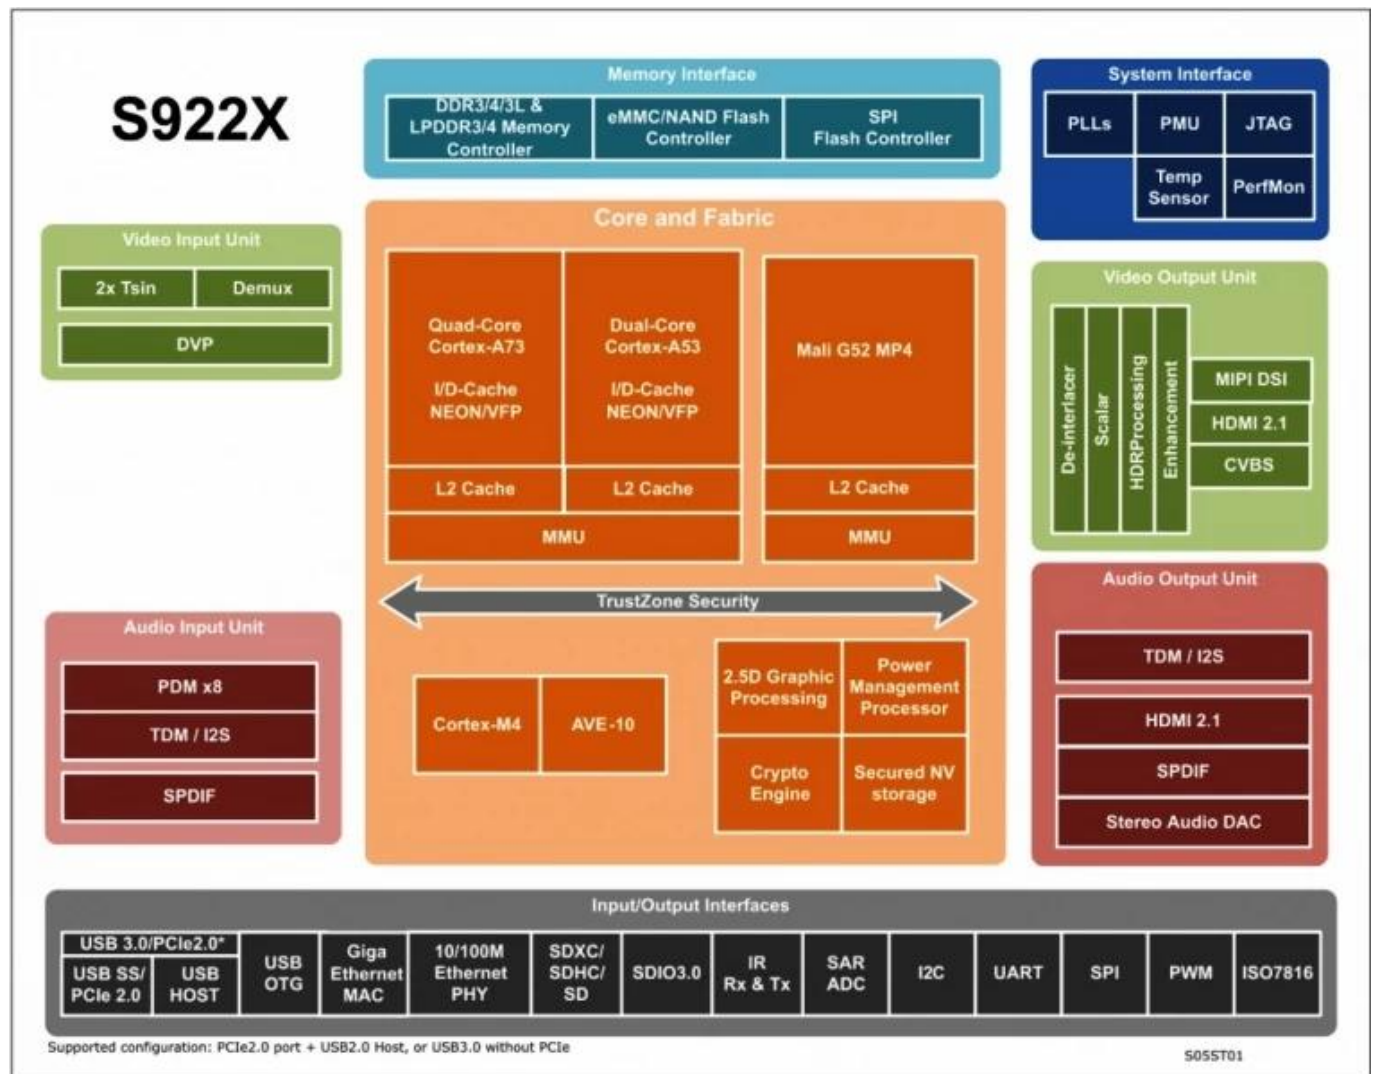 S922X
Memory Interface
DDR3/4/3L &
LPDDR3/4 Memory
Controller
eMMC/NAND Flash
Controller
SPI
Flash Controller
System Interface
PLLs
PMU
JTAG
Temp
Sensor
PerfMon
Video Input Unit
2x Tsin
Demux
DVP
Core and Fabric
Quad-Core
Cortex-A73
I/D-Cache
NEON/VFP
Dual-Core
Cortex-A53
I/D-Cache
NEON/VFP
Mali G52 MP4
L2 Cache
L2 Cache
L2 Cache
MMU
MMU
TrustZone Security
Cortex-M4
AVE-10
2.5D Graphic
Processing
Power
Management
Processor
Crypto
Engine
Secured NV
storage
Video Output Unit
De-interlacer
Scalar
HDRProcessing
Enhancement
MIPI DSI
HDMI 2.1
CVBS
Audio Input Unit
PDM x8
TDM / I2S
SPDIF
Audio Output Unit
TDM / I2S
HDMI 2.1
SPDIF
Stereo Audio DAC
Input/Output Interfaces
USB 3.0/PCIe2.0*
USB SS/
PCIe 2.0
USB
HOST
USB
OTG
Giga
Ethernet
MAC
10/100M
Ethernet
PHY
SDXC/
SDHC/
SD
SDIO3.0
IR
Rx & Tx
SAR
ADC
I2C
UART
SPI
PWM
ISO7816
Supported configuration: PCIe2.0 port + USB2.0 Host, or USB3.0 without PCIe
S05ST01